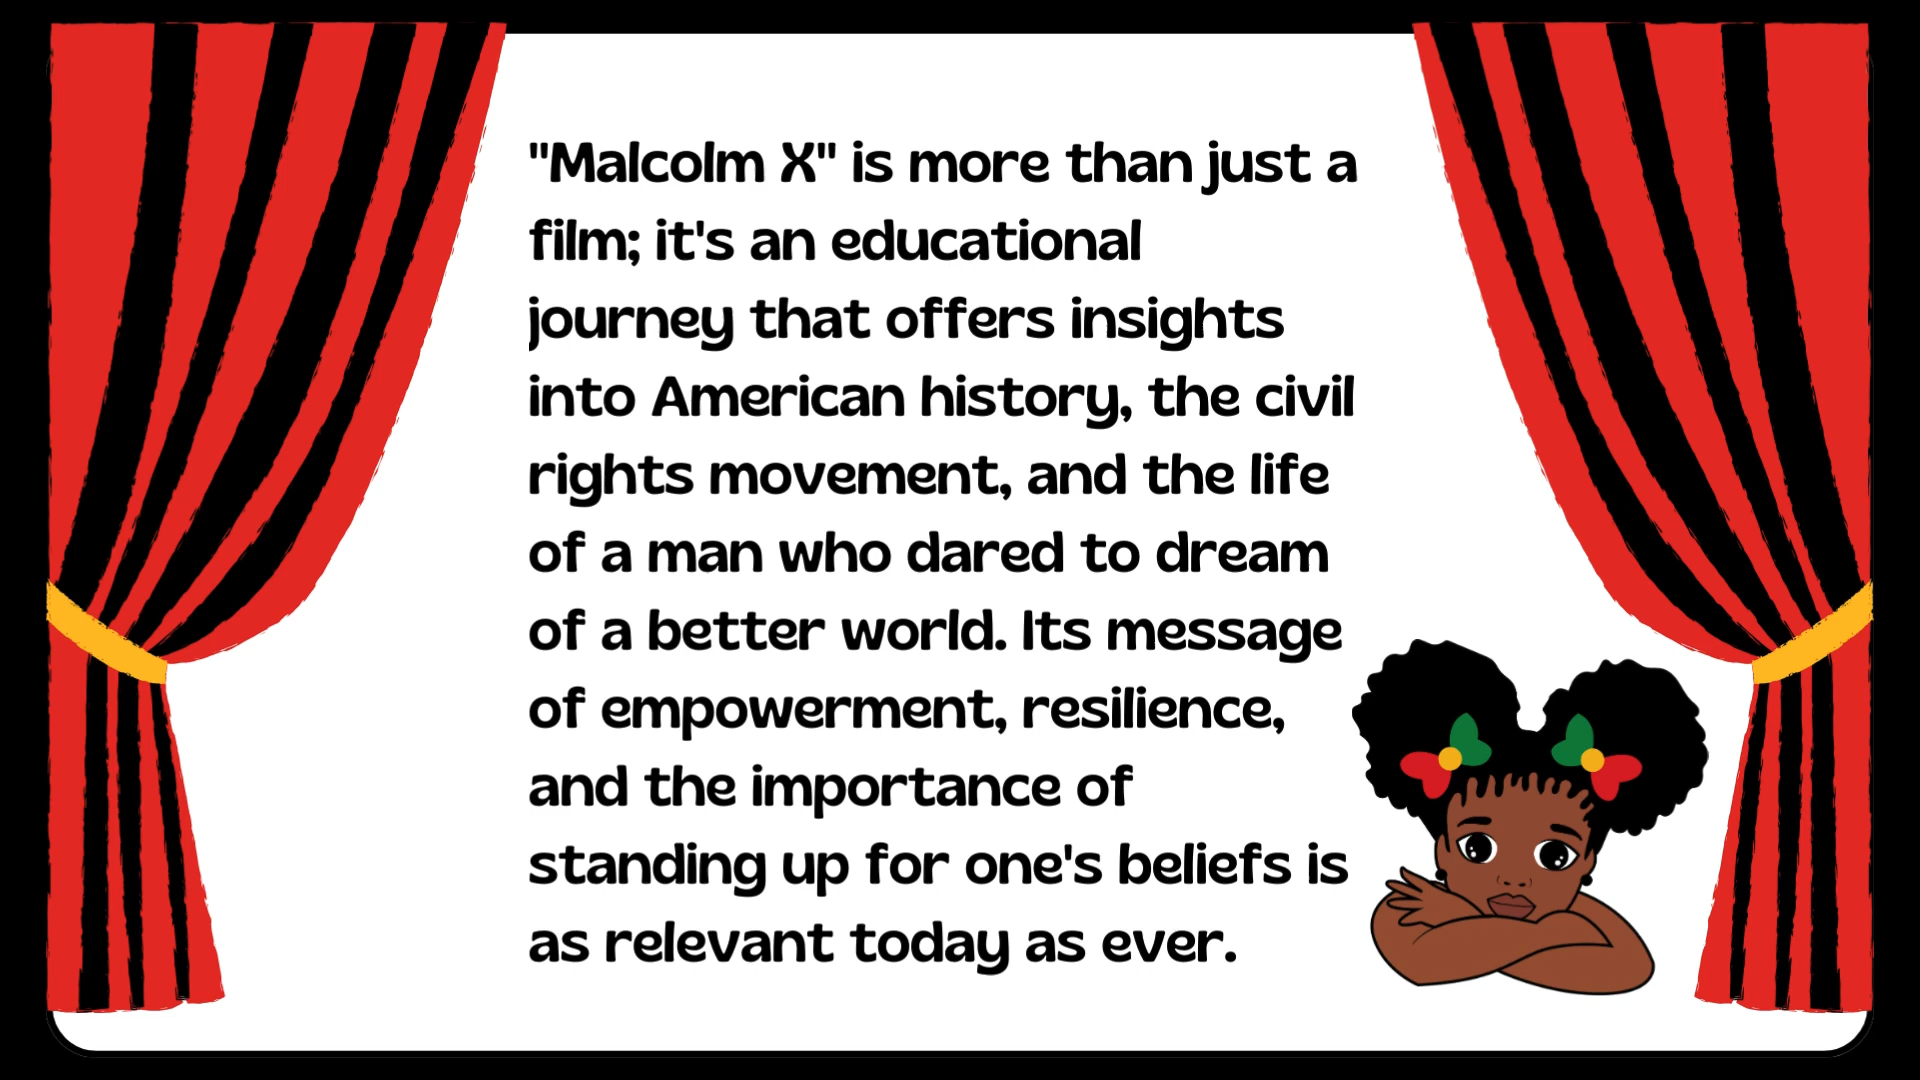 "Malcolm X" is more than just a
film; it's an educational
journey that offers insights
into American history, the civil
rights movement, and the life
of a man who dared to dream
of a better world. Its message
of empowerment, resilience,
and the importance of
standing up for one's beliefs is
as relevant today as ever.